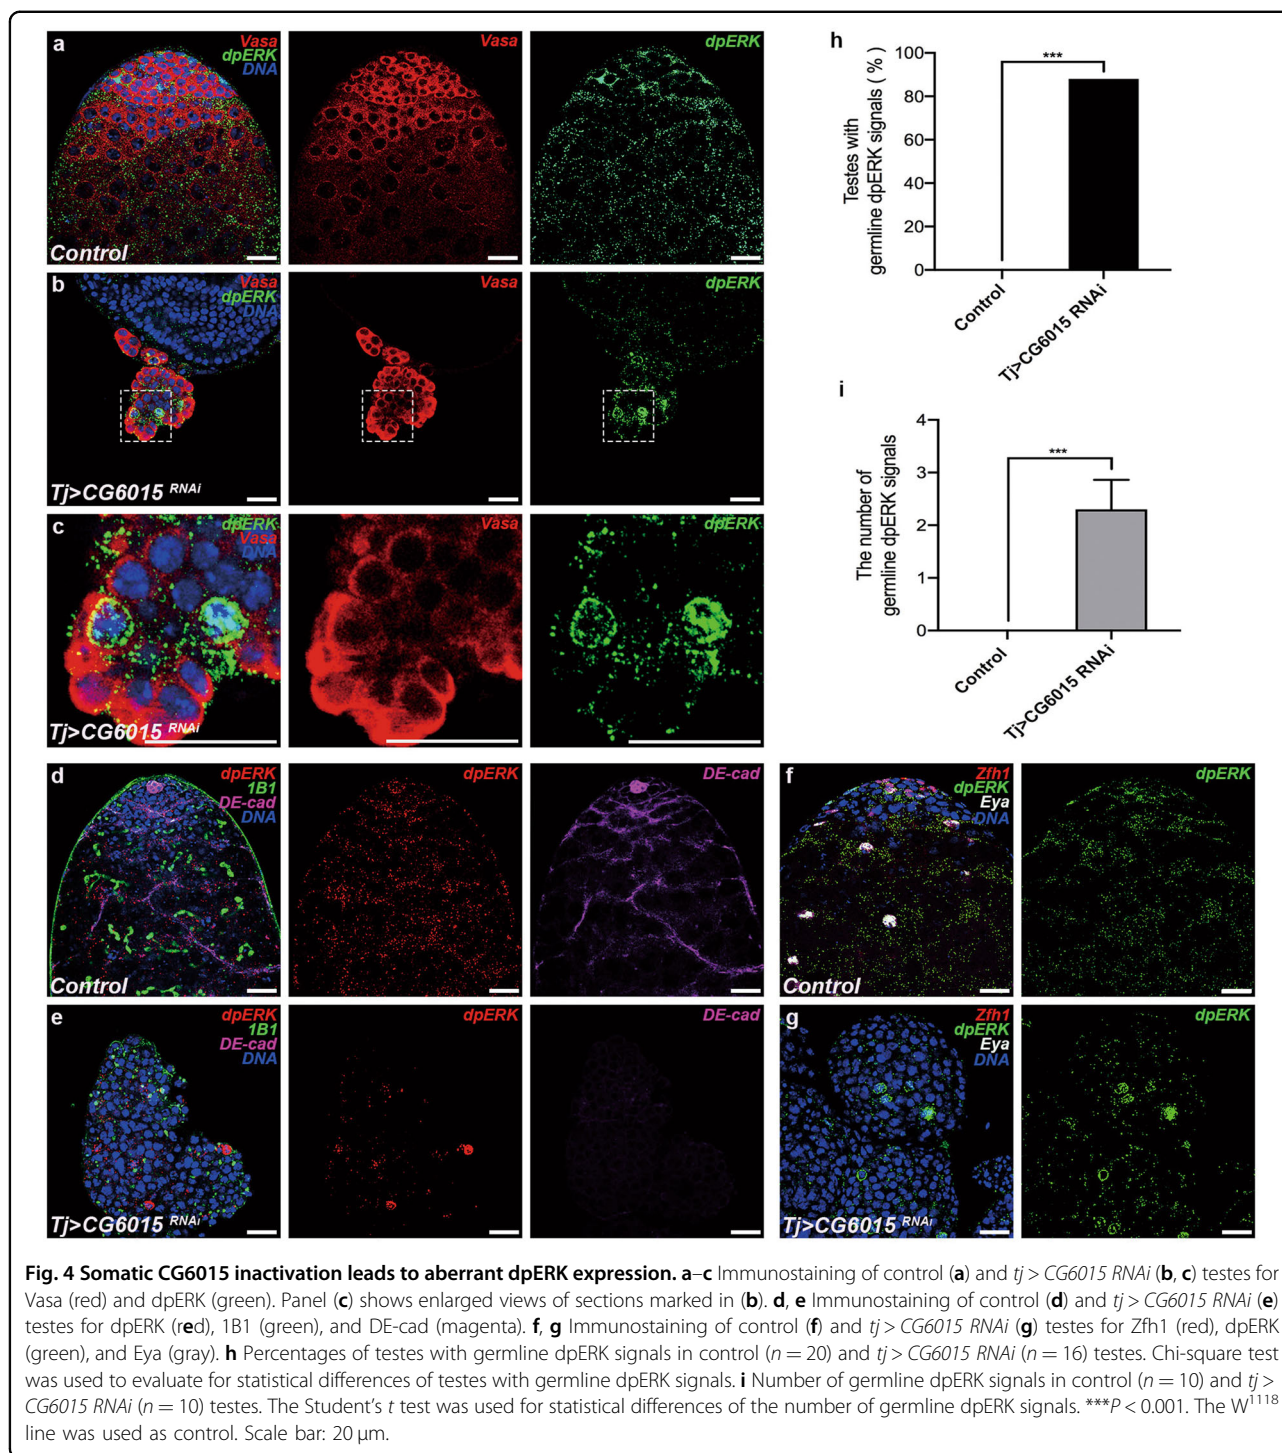 a
Vasa
dpERK
DNA
Control
Vasa
dpERK
b
Vasa
dpERK
DNA
Tj>CG6015 RNAi
Vasa
dpERK
c
dpERK
Vasa
DNA
Tj>CG6015 RNAi
Vasa
dpERK
d
dpERK
1B1
DE-cad
DNA
Control
dpERK
DE-cad
e
dpERK
1B1
DE-cad
DNA
Tj>CG6015 RNAi
dpERK
DE-cad
f
Zfh1
dpERK
Eya
DNA
Control
dpERK
g
Zfh1
dpERK
Eya
DNA
Tj>CG6015 RNAi
dpERK
h
Testes with
germline dpERK signals ( % )
100
80
60
40
20
0
***
Control
Tj>CG6015 RNAi
i
The number of
germline dpERK signals
4
3
2
1
0
***
Control
Tj>CG6015 RNAi
Fig. 4 Somatic CG6015 inactivation leads to aberrant dpERK expression. a–c Immunostaining of control (a) and tj > CG6015 RNAi (b, c) testes for
Vasa (red) and dpERK (green). Panel (c) shows enlarged views of sections marked in (b). d, e Immunostaining of control (d) and tj > CG6015 RNAi (e)
testes for dpERK (red), 1B1 (green), and DE-cad (magenta). f, g Immunostaining of control (f) and tj > CG6015 RNAi (g) testes for Zfh1 (red), dpERK
(green), and Eya (gray). h Percentages of testes with germline dpERK signals in control (n = 20) and tj > CG6015 RNAi (n = 16) testes. Chi-square test
was used to evaluate for statistical differences of testes with germline dpERK signals. i Number of germline dpERK signals in control (n = 10) and tj >
CG6015 RNAi (n = 10) testes. The Student's t test was used for statistical differences of the number of germline dpERK signals. ***P < 0.001. The W1118
line was used as control. Scale bar: 20 μm.